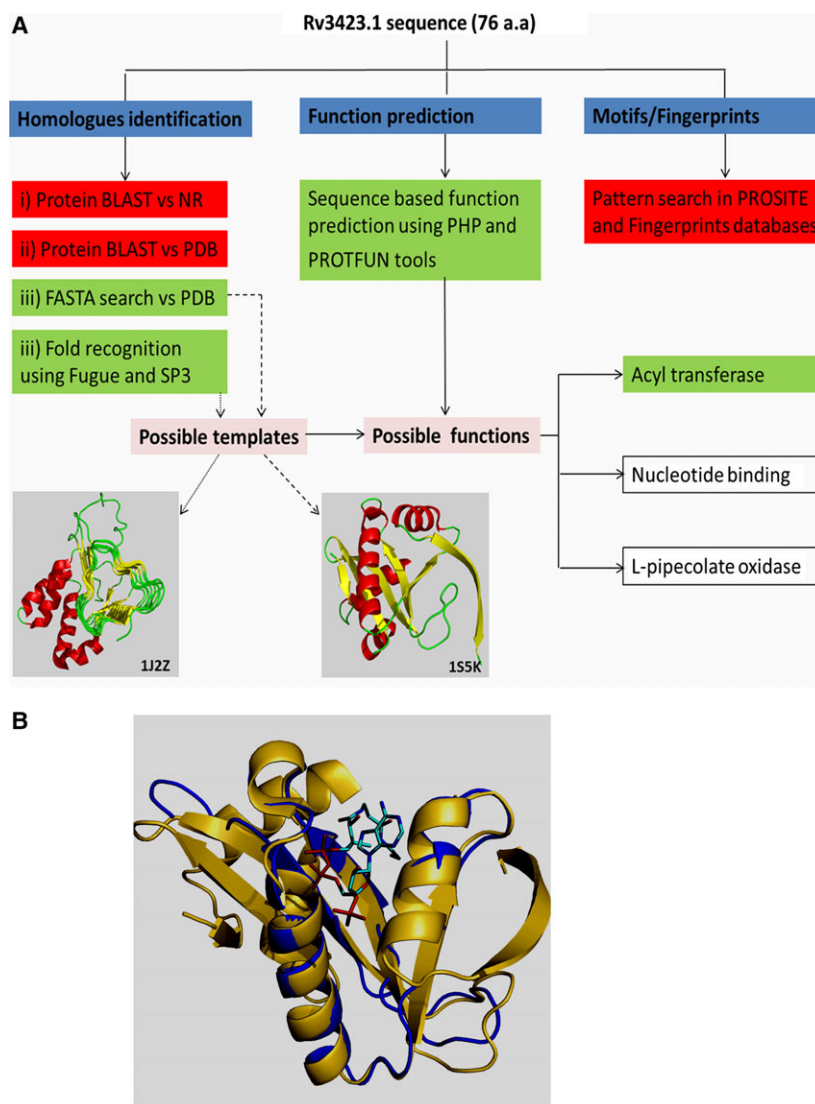 A
Rv3423.1 sequence (76 a.a)
Homologues identification
Function prediction
Motifs/Fingerprints
i) Protein BLAST vs NR
ii) Protein BLAST vs PDB
iii) FASTA search vs PDB
iii) Fold recognition
using Fugue and SP3
Sequence based function
prediction using PHP and
PROTFUN tools
Pattern search in PROSITE
and Fingerprints databases
Possible templates
Possible functions
Acyl transferase
Nucleotide binding
L-pipecolate oxidase
1J2Z
1S5K
B